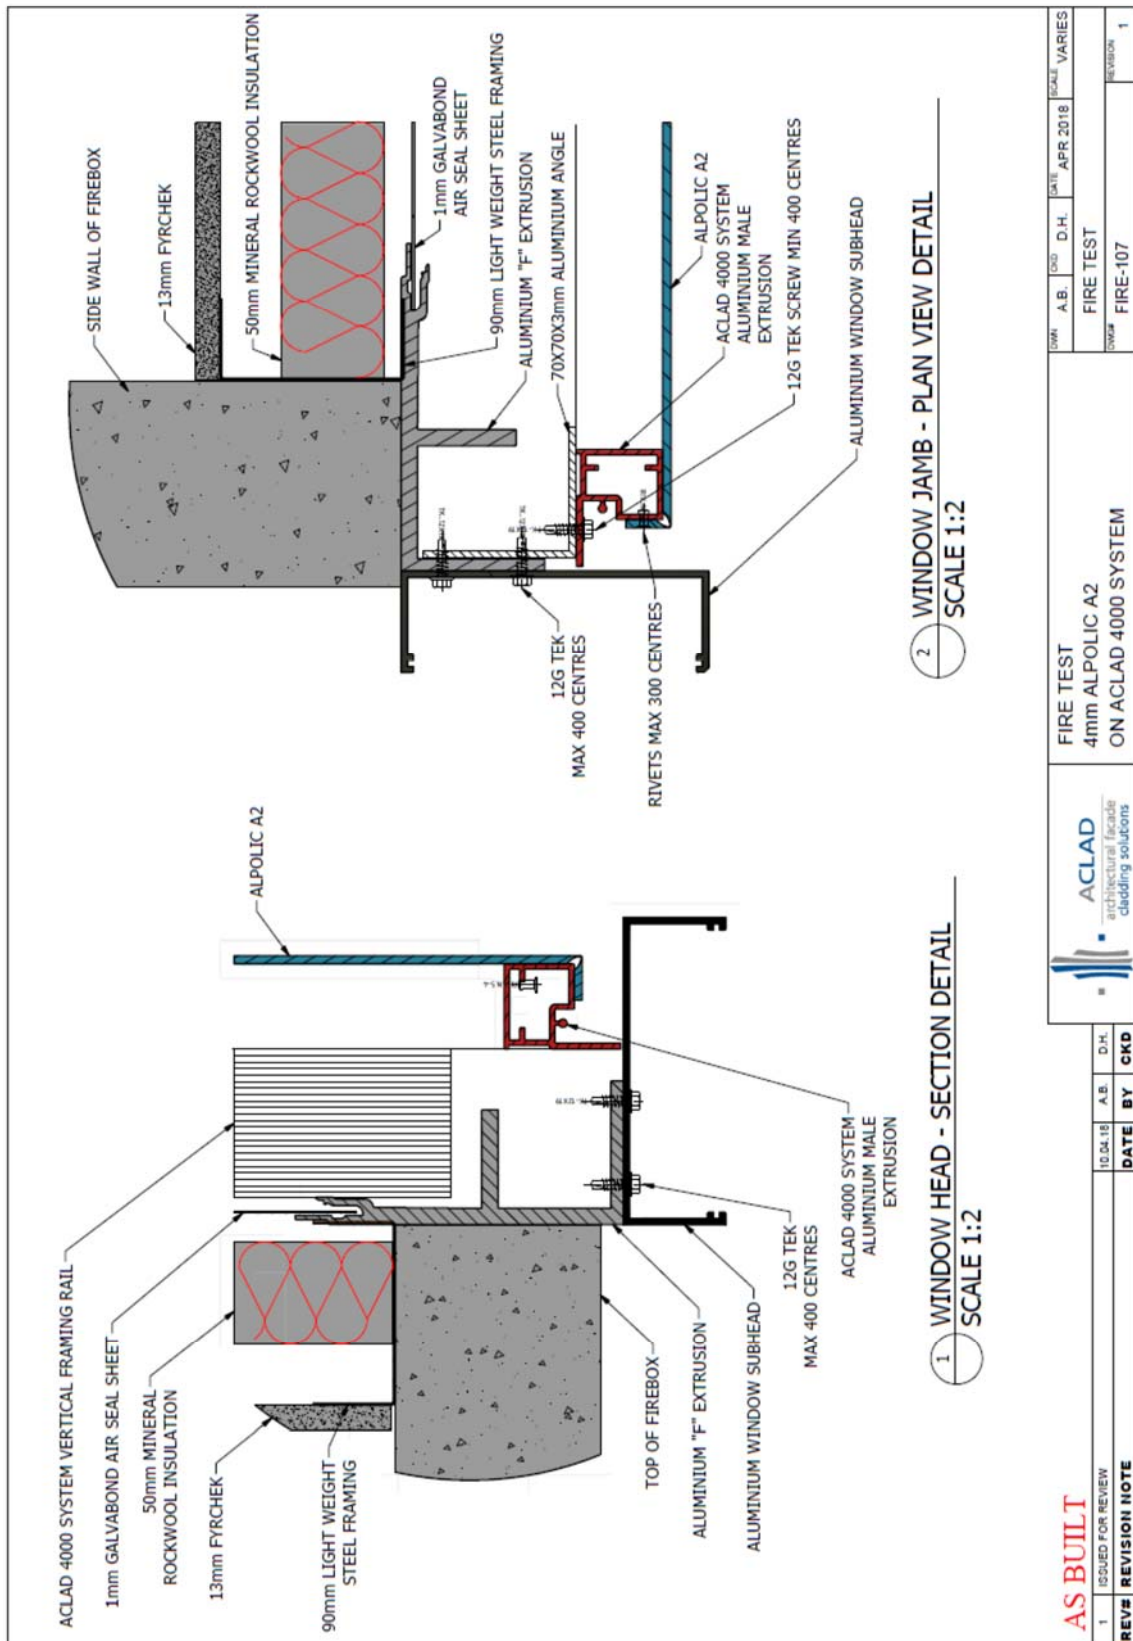 ACLAD 4000 SYSTEM VERTICAL FRAMING RAIL
1mm GALVABOND AIR SEAL SHEET
50mm MINERAL
ROCKWOOL INSULATION
13mm FYRCHEK
90mm LIGHT WEIGHT
STEEL FRAMING
ALPOLIC A2
TOP OF FIREBOX
ALUMINIUM "F" EXTRUSION
ALUMINIUM WINDOW SUBHEAD
12G TEK
MAX 400 CENTRES
ACLAD 4000 SYSTEM
ALUMINIUM MALE
EXTRUSION
1
WINDOW HEAD - SECTION DETAIL
SCALE 1:2
SIDE WALL OF FIREBOX
13mm FYRCHEK
50mm MINERAL ROCKWOOL INSULATION
1mm GALVABOND
AIR SEAL SHEET
90mm LIGHT WEIGHT STEEL FRAMING
ALUMINIUM "F" EXTRUSION
70X70X3mm ALUMINIUM ANGLE
ALPOLIC A2
ACLAD 4000 SYSTEM
ALUMINIUM MALE
EXTRUSION
12G TEK SCREW MIN 400 CENTRES
ALUMINIUM WINDOW SUBHEAD
12G TEK
MAX 400 CENTRES
RIVETS MAX 300 CENTRES
2
WINDOW JAMB - PLAN VIEW DETAIL
SCALE 1:2
AS BUILT
1 ISSUED FOR REVIEW 10.04.18 A.B. D.H.
REV# REVISION NOTE DATE BY CKD
ACLAD
architectural facade
cladding solutions
FIRE TEST
4mm ALPOLIC A2
ON ACLAD 4000 SYSTEM
DWN A.B. CKD D.H. DATE APR 2018 SCALE VARIES
FIRE TEST
DWG# FIRE-107 REVISION 1